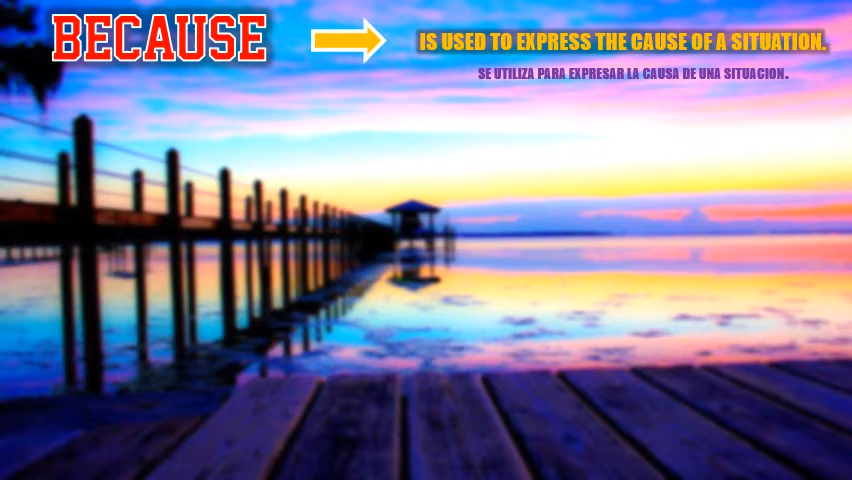 BECAUSE
IS USED TO EXPRESS THE CAUSE OF A SITUATION.
SE UTILIZA PARA EXPRESAR LA CAUSA DE UNA SITUACION.